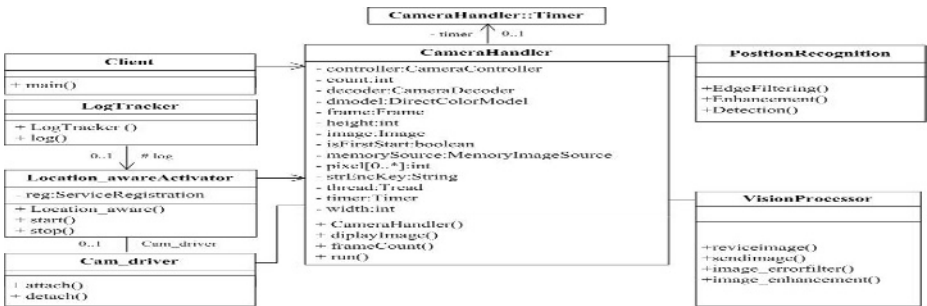 CameraHandler::Timer
- timer
0..1
Client
+ main()
LogTracker
+ LogTracker ()
+ log()
0..1
# log
Location_awareActivator
- reg:ServiceRegistration
+ Location_aware()
+ start()
+ stop()
0..1
Cam_driver
Cam_driver
+ attach()
+ detach()
CameraHandler
- controller:CameraController
- count:int
- decoder:CameraDecoder
- dmodel:DirectColorModel
- frame:Frame
- height:int
- image:Image
- isFirstStart:boolean
- memorySource:MemoryImageSource
- pixel[0..*]:int
- strEncKey:String
- thread:Tread
- timer:Timer
- width:int
+ CameraHandler()
+ diplayImage()
+ frameCount()
+ run()
PositionRecognition
+EdgeFiltering()
+Enhancement()
+Detection()
VisionProcessor
+reviceimage()
+sendimage()
+image_errorfilter()
+image_enhancement()